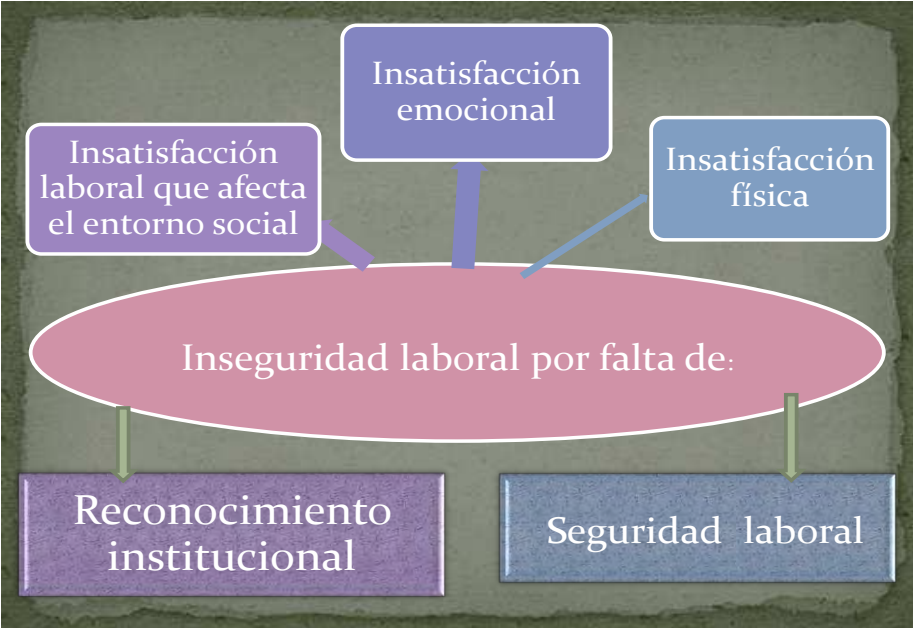 Insatisfacción
emocional
Insatisfacción
laboral que afecta
el entorno social
Insatisfacción
física
Inseguridad laboral por falta de:
Reconocimiento
institucional
Seguridad laboral